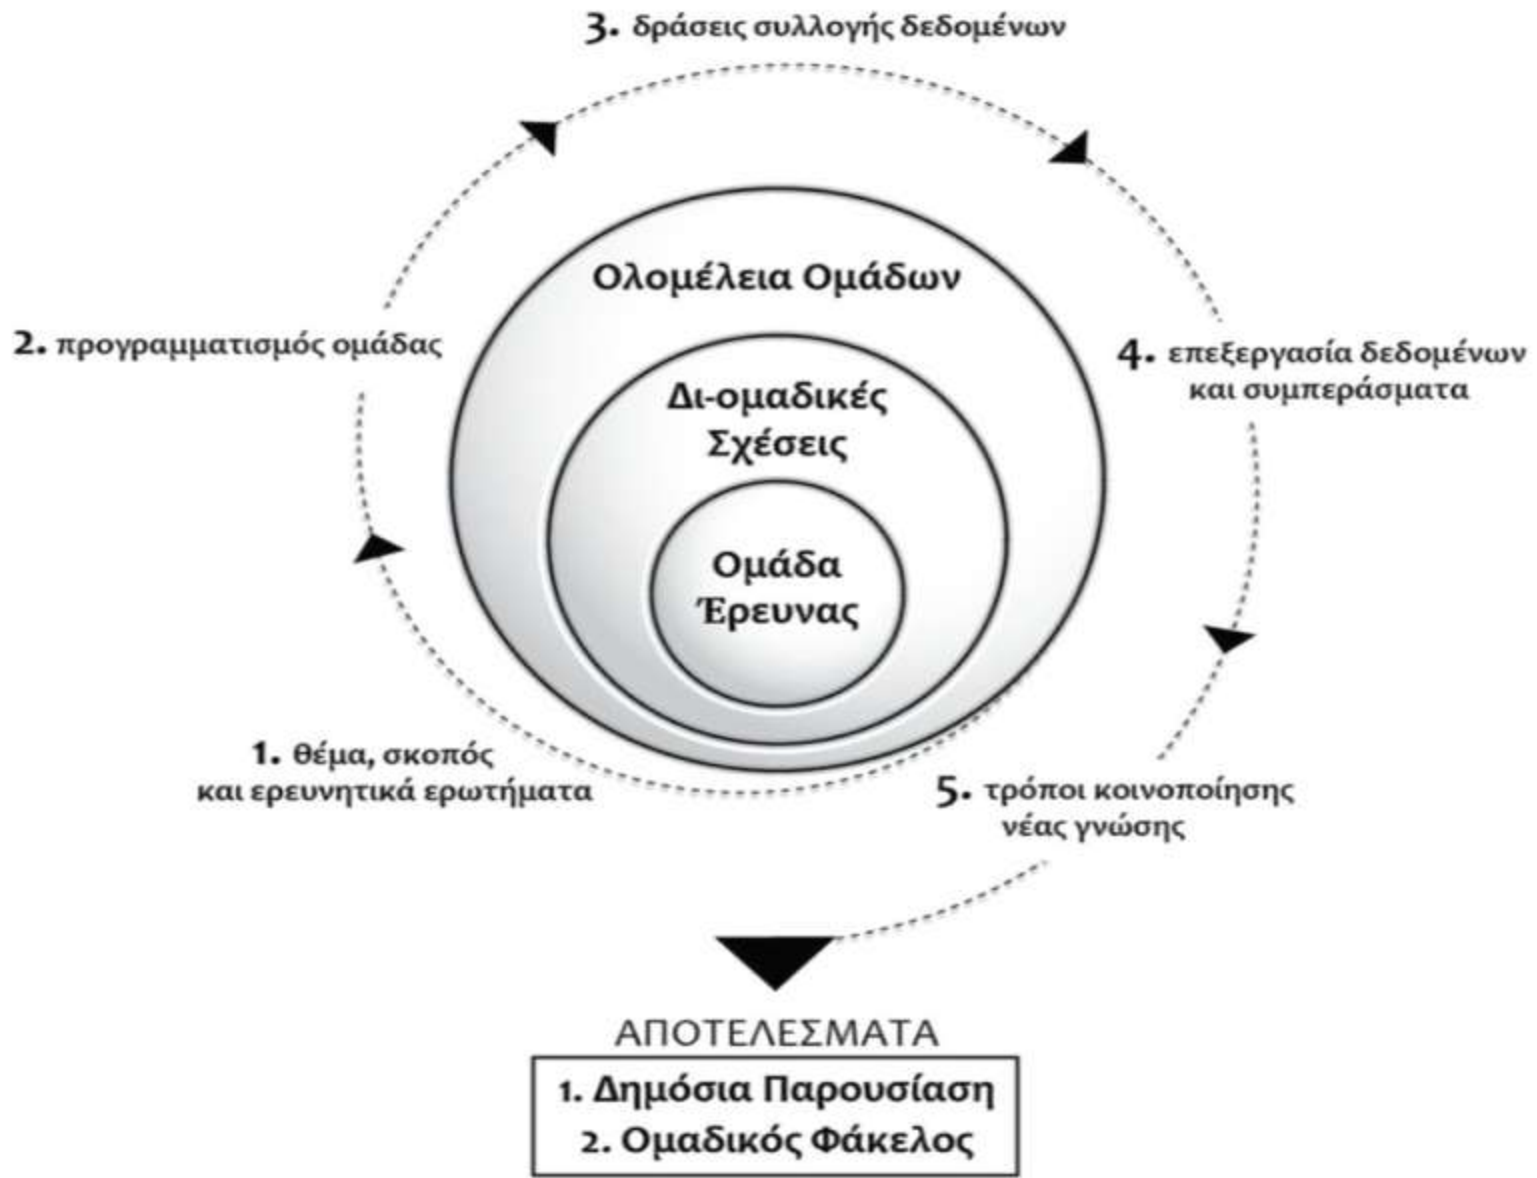 3. δράσεις συλλογής δεδομένων
Ολομέλεια Ομάδων
2. προγραμματισμός ομάδας
4. επεξεργασία δεδομένων
και συμπεράσματα
Δι-ομαδικές
Σχέσεις
Ομάδα
Έρευνας
1. θέμα, σκοπός
και ερευνητικά ερωτήματα
5. τρόποι κοινοποίησης
νέας γνώσης
ΑΠΟΤΕΛΕΣΜΑΤΑ
1. Δημόσια Παρουσίαση
2. Ομαδικός Φάκελος